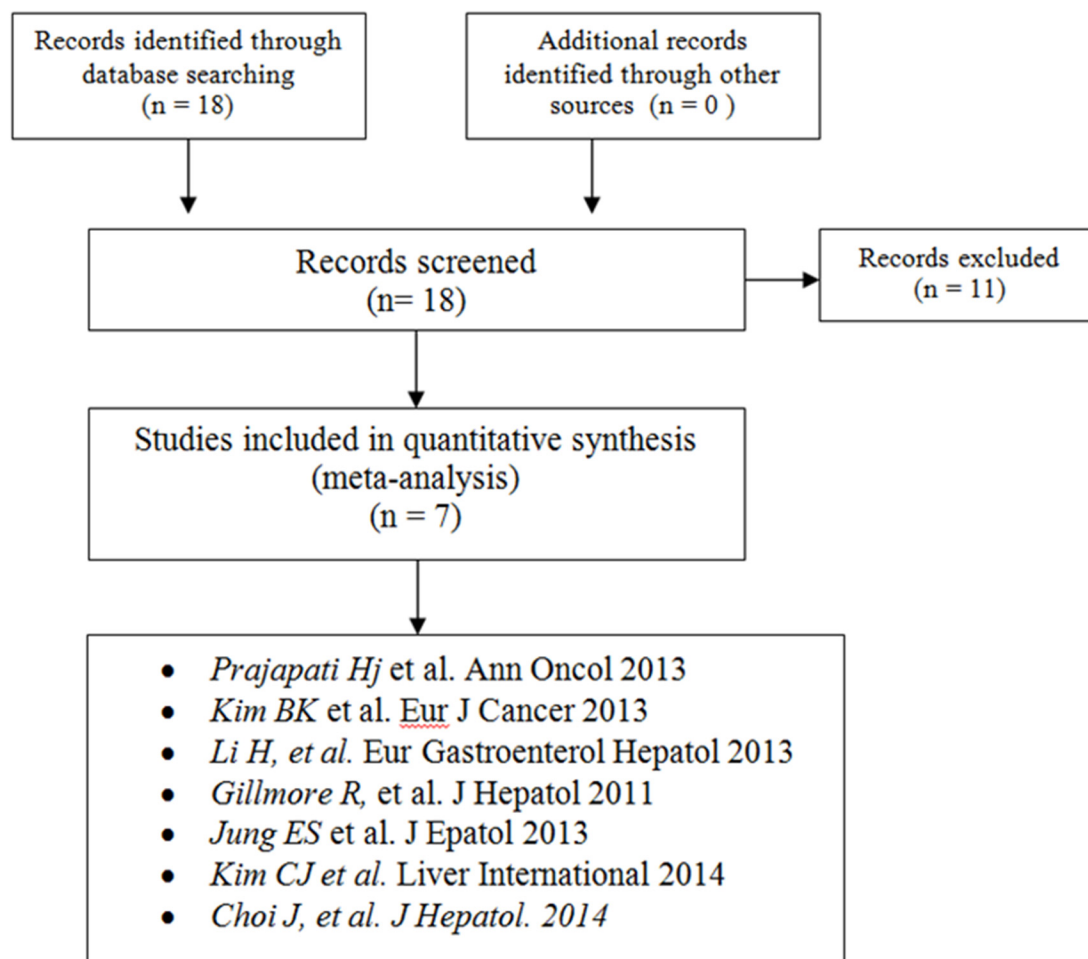 Records identified through
database searching
(n = 18)
Additional records
identified through other
sources (n = 0 )
Records screened
(n= 18)
Records excluded
(n = 11)
Studies included in quantitative synthesis
(meta-analysis)
(n = 7)
• Prajapati Hj et al. Ann Oncol 2013
• Kim BK et al. Eur J Cancer 2013
• Li H, et al. Eur Gastroenterol Hepatol 2013
• Gillmore R, et al. J Hepatol 2011
• Jung ES et al. J Epatol 2013
• Kim CJ et al. Liver International 2014
• Choi J, et al. J Hepatol. 2014